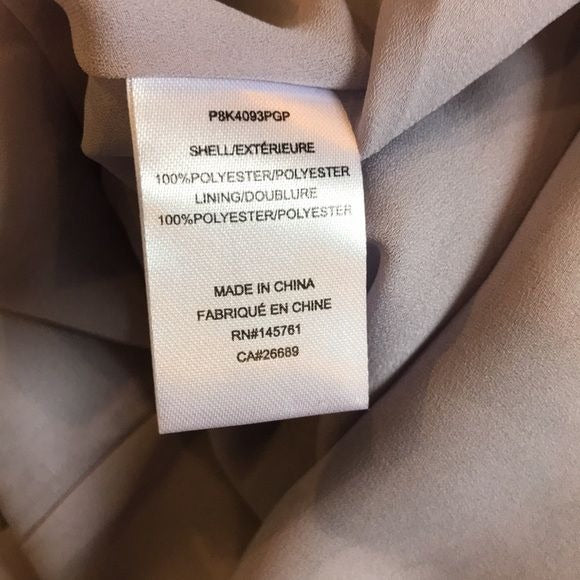 P8K4093PGP
SHELL/EXTÉRIEURE
100%POLYESTER/POLYESTER
LINING/DOUBLURE
100%POLYESTER/POLYESTER
MADE IN CHINA
FABRIQUÉ EN CHINE
RN#145761
CA#26689